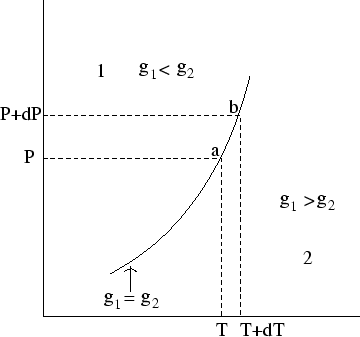 1 g₁< g₂
P+dP
b
P
a
g₁ >g₂
2
g₁= g₂
T T+dT